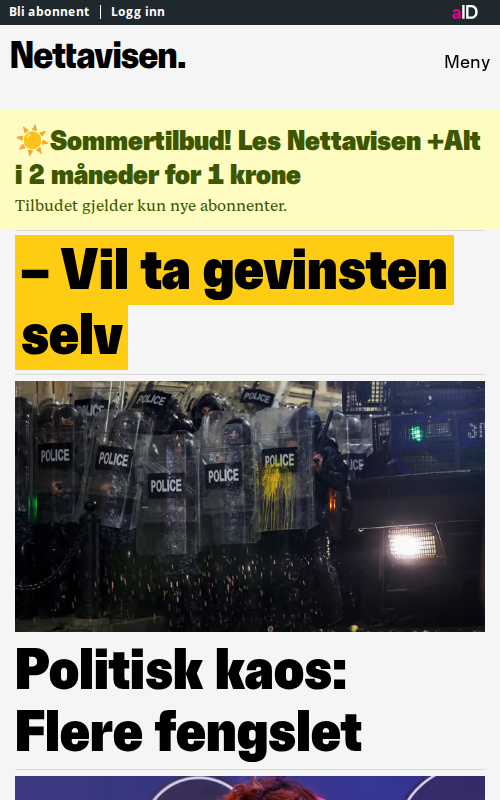 Bli abonnent | Logg inn
aID
Nettavisen.
Meny
☀️Sommertilbud! Les Nettavisen +Alt
i 2 måneder for 1 krone
Tilbudet gjelder kun nye abonnenter.
– Vil ta gevinsten
selv
POLICE
POLICE
POLICE
POLICE
POLICE
POLICE
POLICE
POLICE
Politisk kaos:
Flere fengslet